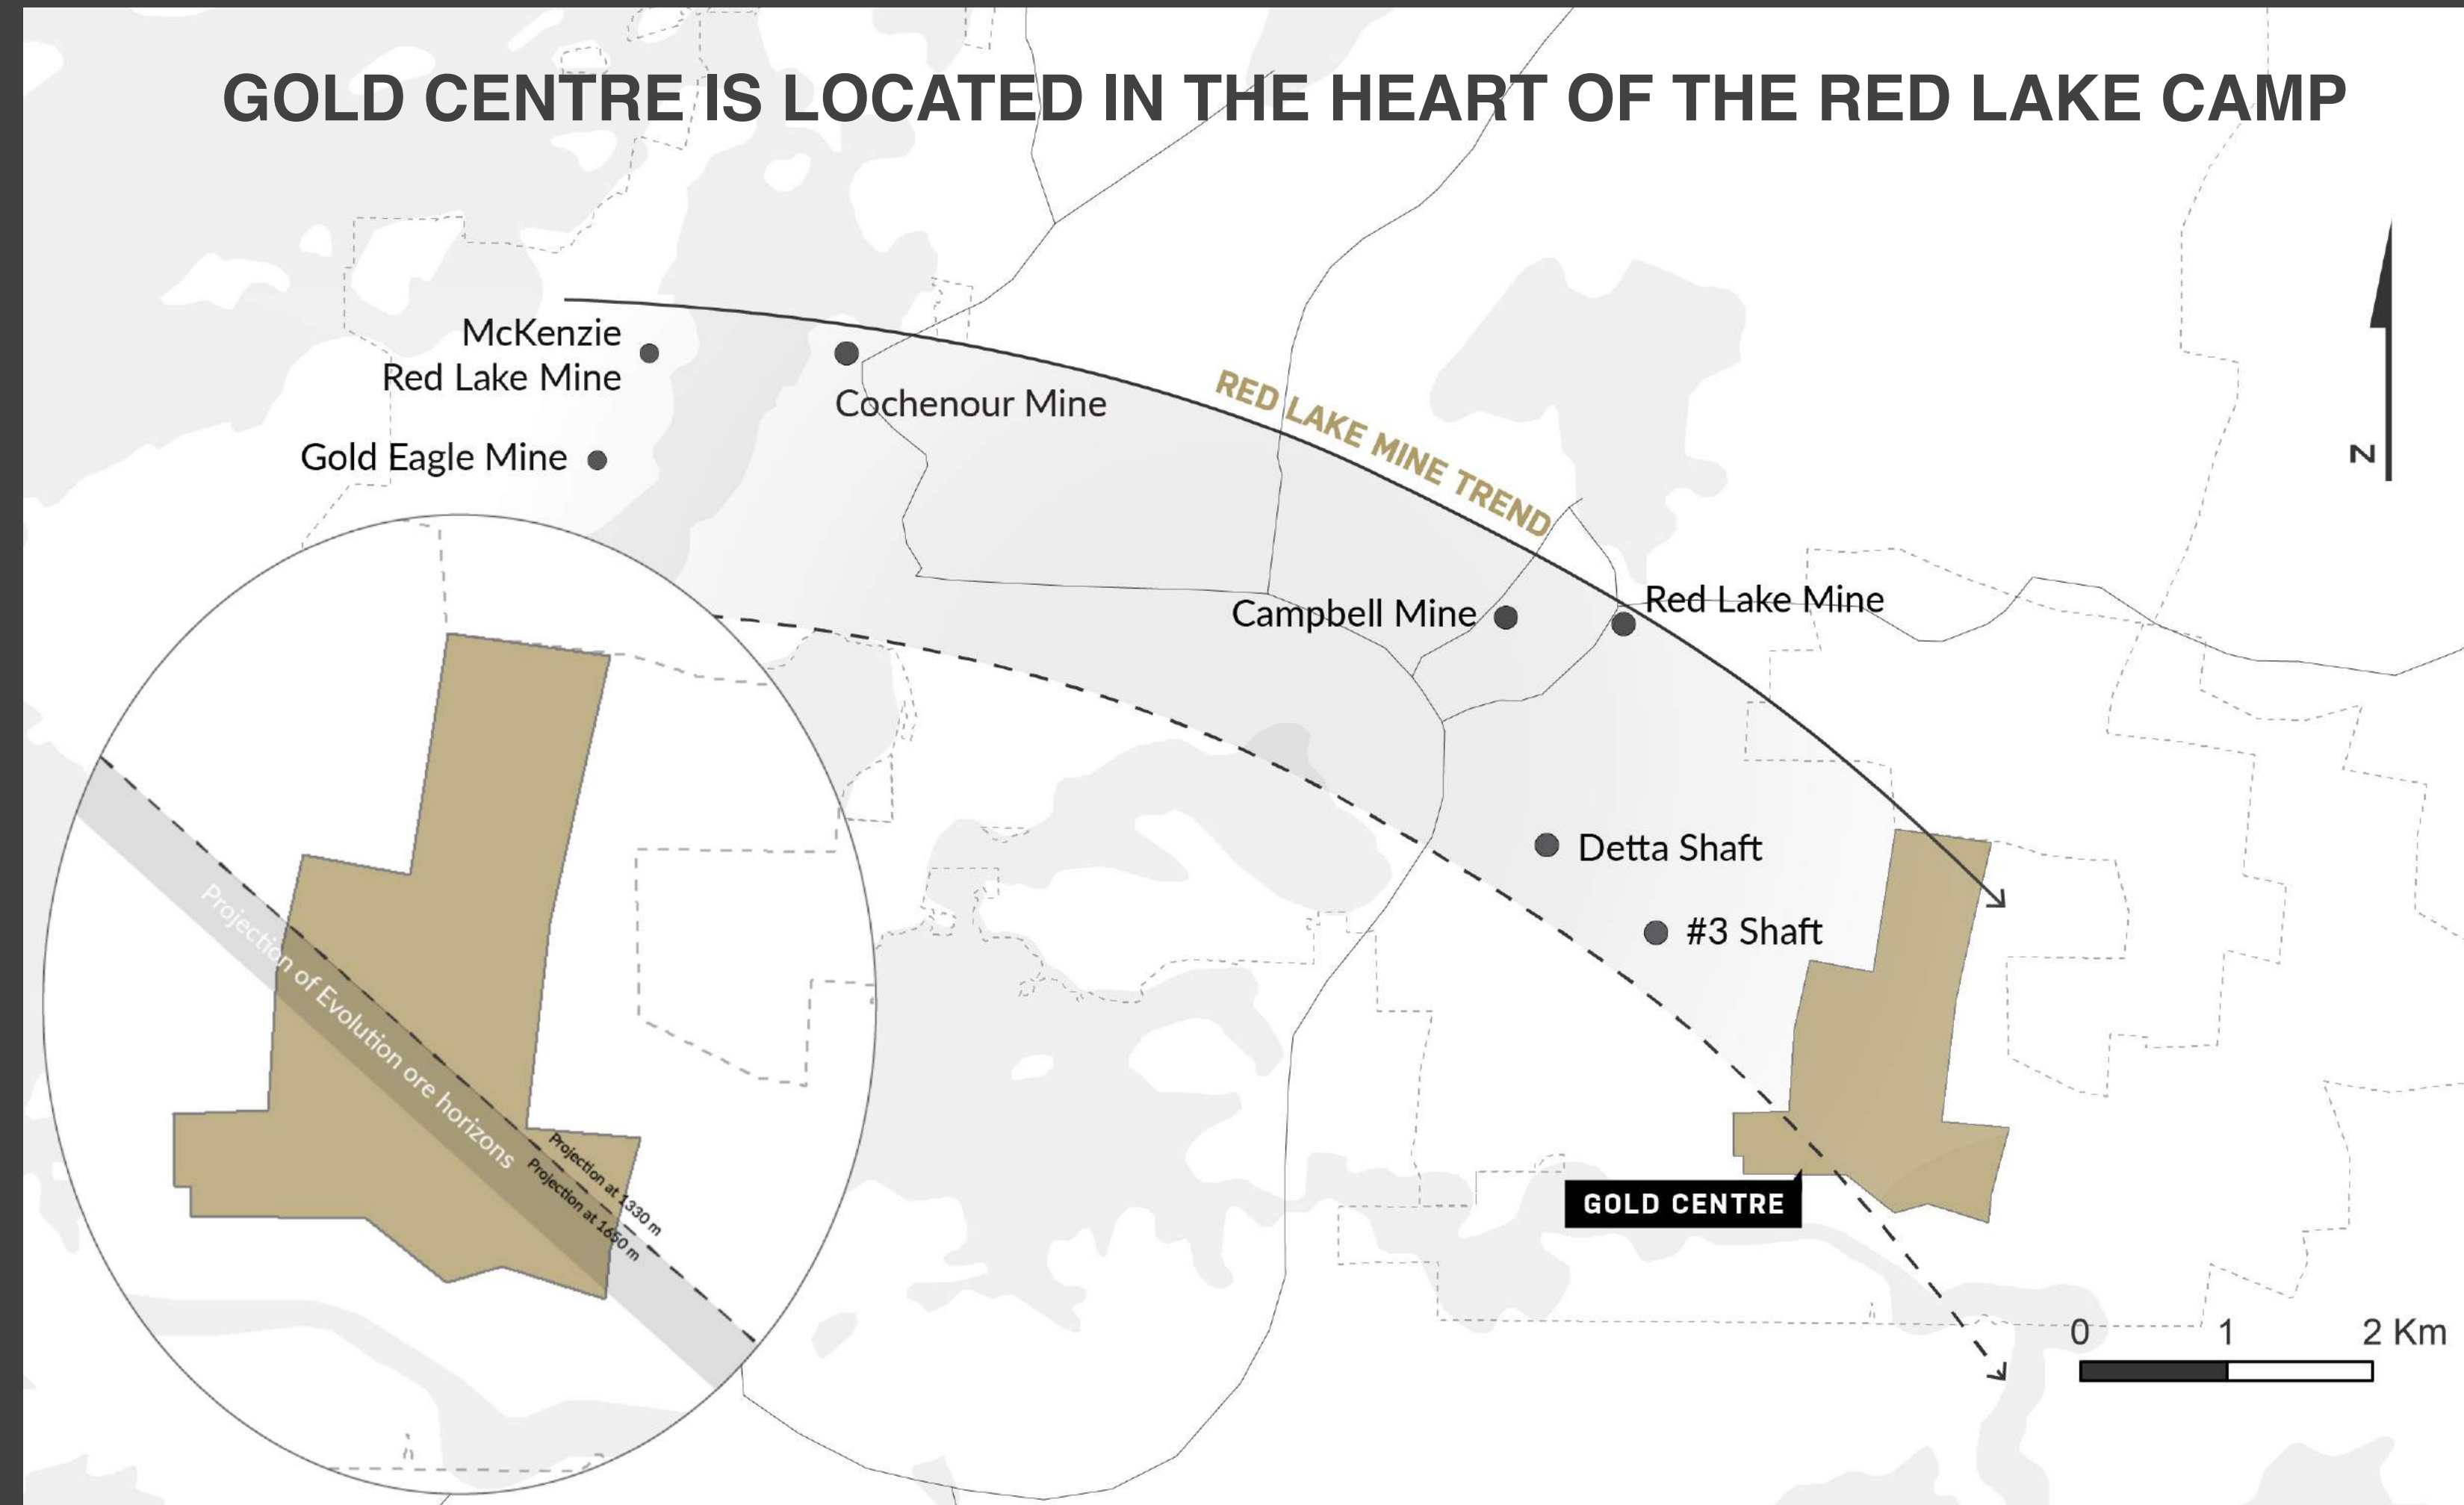 GOLD CENTRE IS LOCATED IN THE HEART OF THE RED LAKE CAMP
McKenzie
Red Lake Mine
Cochenour Mine
Gold Eagle Mine
RED LAKE MINE TREND
N
Campbell Mine
Red Lake Mine
Detta Shaft
#3 Shaft
Projection of Evolution ore horizons
Projection at 1330 m
Projection at 1650 m
GOLD CENTRE
0 1 2 Km